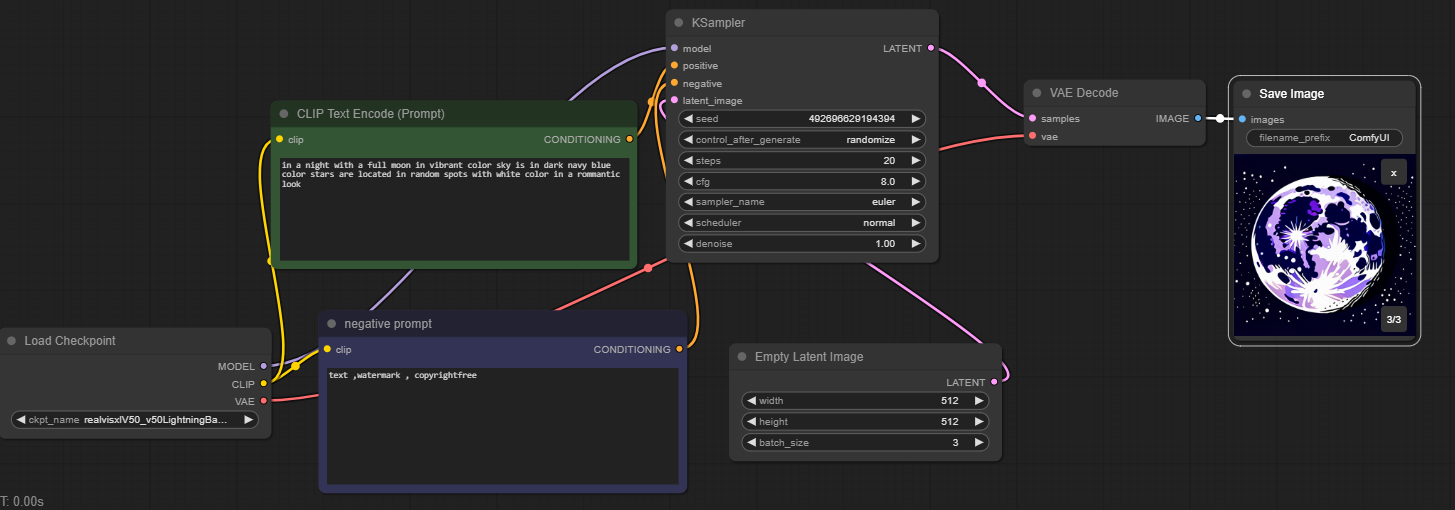 KSampler
model
LATENT
positive
negative
latent_image
seed 492696629194394
control_after_generate randomize
steps 20
cfg 8.0
sampler_name euler
scheduler normal
denoise 1.00
CLIP Text Encode (Prompt)
clip
CONDITIONING
in a night with a full moon in vibrant color sky is in dark navy blue
color stars are located in random spots with white color in a rommantic
look
VAE Decode
samples
IMAGE
vae
Save Image
images
filename_prefix ComfyUI
x
3/3
Load Checkpoint
MODEL
CLIP
VAE
ckpt_name realvisxlV50_v50LightningBa...
negative prompt
clip
CONDITIONING
text ,watermark , copyrightfree
Empty Latent Image
LATENT
width 512
height 512
batch_size 3
T: 0.00s